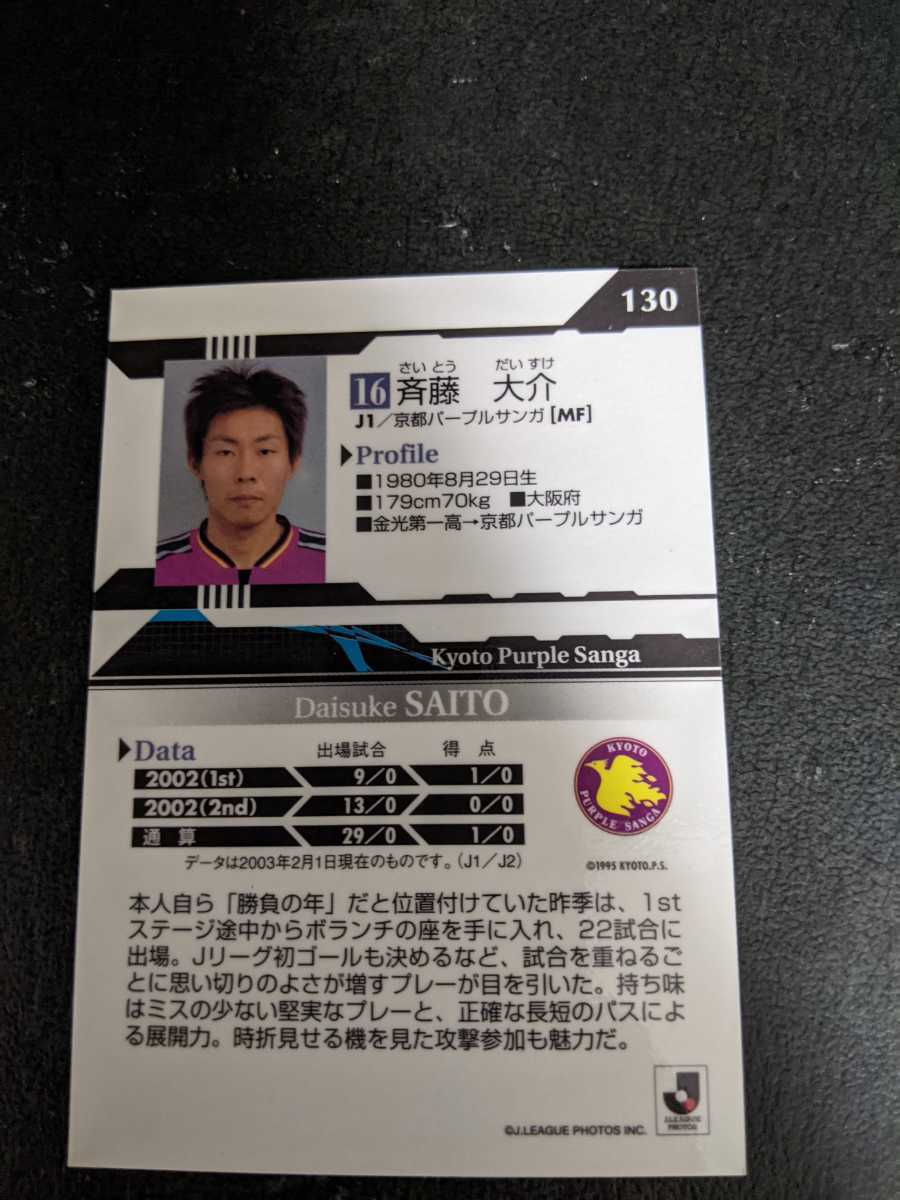 130
さいとう　だいすけ
16 斉藤　大介
J1／京都パープルサンガ [MF]
Profile
■1980年8月29日生
■179cm70kg　■大阪府
■金光第一高→京都パープルサンガ
Kyoto Purple Sanga
Daisuke SAITO
Data　出場試合　得　点
2002(1st)　9／0　1／0
2002(2nd)　13／0　0／0
通　算　29／0　1／0
データは2003年2月1日現在のものです。（J1／J2）
KYOTO
PURPLE SANGA
©1995 KYOTO.P.S.
本人自ら「勝負の年」だと位置付けていた昨季は、1st
ステージ途中からボランチの座を手に入れ、22試合に
出場。Jリーグ初ゴールも決めるなど、試合を重ねるご
とに思い切りのよさが増すプレーが目を引いた。持ち味
はミスの少ない堅実なプレーと、正確な長短のパスによ
る展開力。時折見せる機を見た攻撃参加も魅力だ。
J.LEAGUE
PHOTOS
©J.LEAGUE PHOTOS INC.